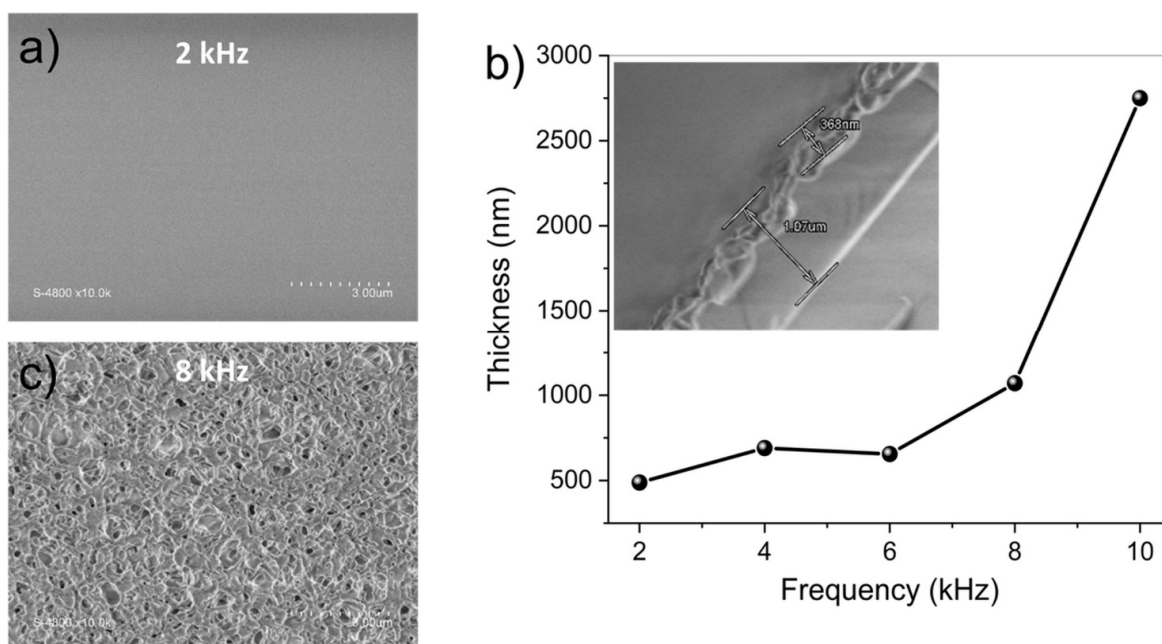 a)
2 kHz
S-4800 x10.0k
3.00um
c)
8 kHz
S-4800 x10.0k
3.00um
b)
Thickness (nm)
3000
2500
2000
1500
1000
500
368nm
1.07um
2 4 6 8 10
Frequency (kHz)